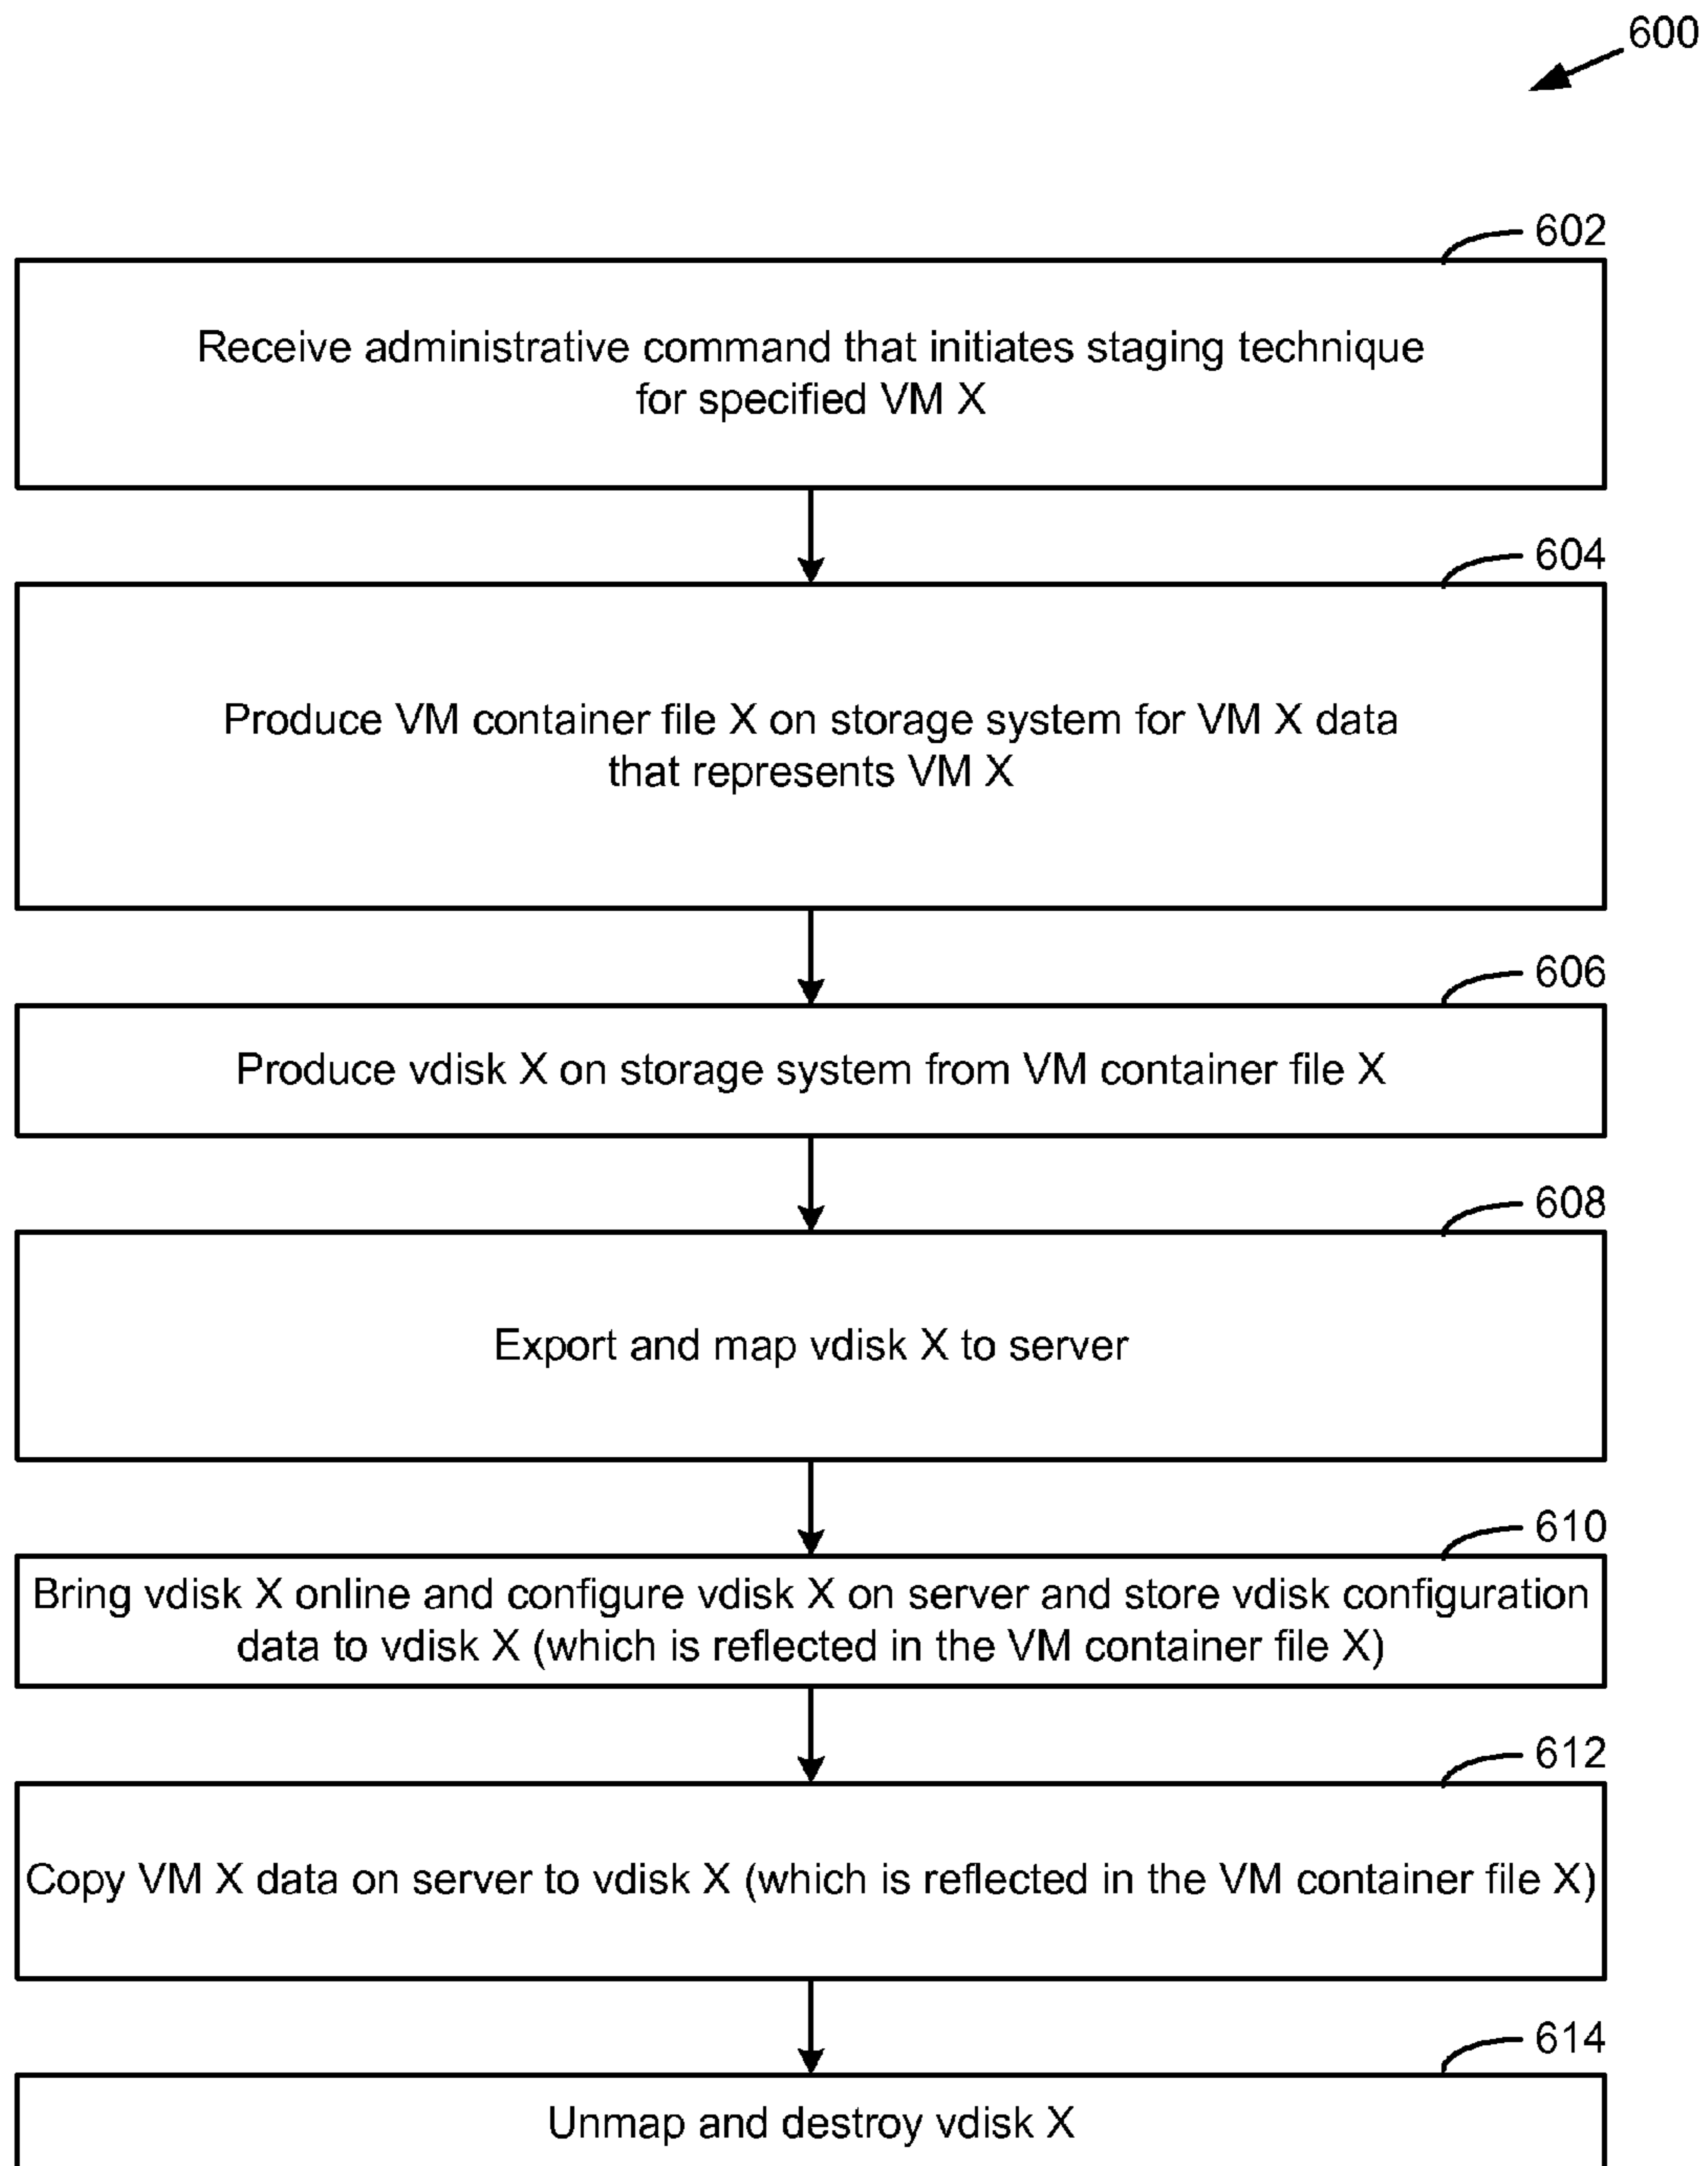 600
602
Receive administrative command that initiates staging technique
for specified VM X
604
Produce VM container file X on storage system for VM X data
that represents VM X
606
Produce vdisk X on storage system from VM container file X
608
Export and map vdisk X to server
610
Bring vdisk X online and configure vdisk X on server and store vdisk configuration
data to vdisk X (which is reflected in the VM container file X)
612
Copy VM X data on server to vdisk X (which is reflected in the VM container file X)
614
Unmap and destroy vdisk X